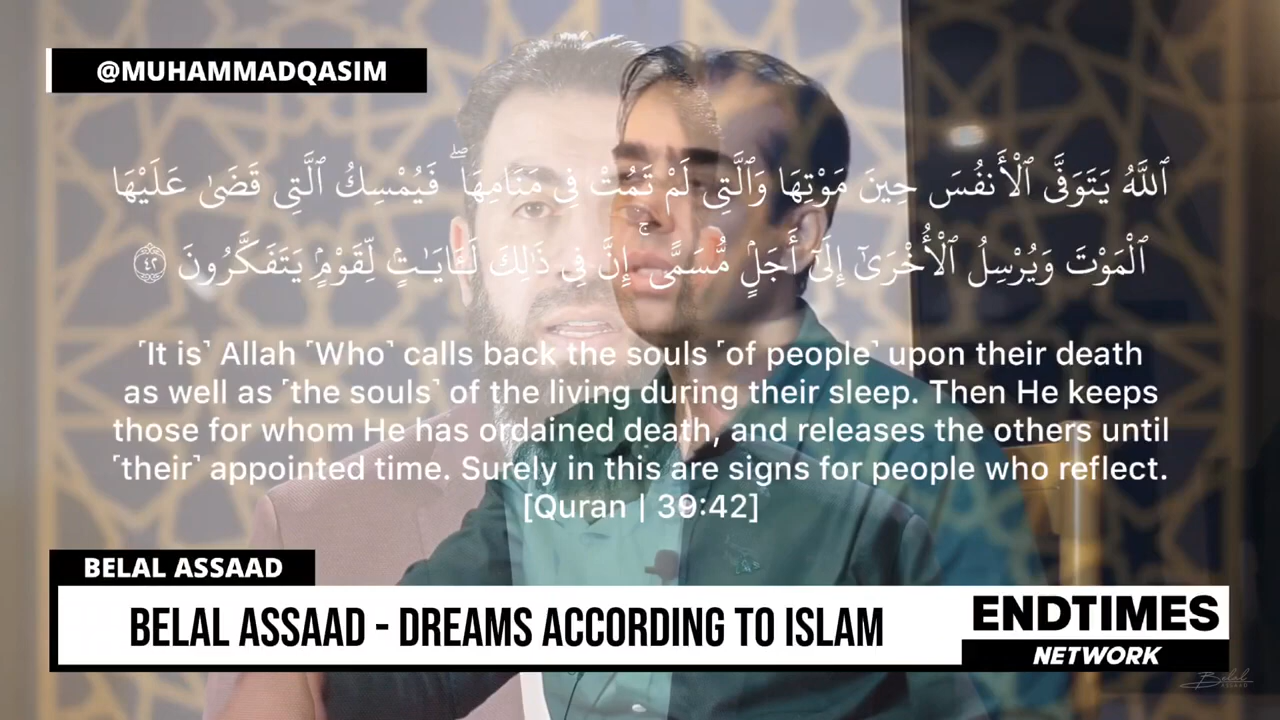 @MUHAMMADQASIM
ٱللَّهُ يَتَوَفَّى ٱلْأَنفُسَ حِينَ مَوْتِهَا وَٱلَّتِى لَمْ تَمُتْ فِى مَنَامِهَا ۖ فَيُمْسِكُ ٱلَّتِى قَضَىٰ عَلَيْهَا
ٱلْمَوْتَ وَيُرْسِلُ ٱلْأُخْرَىٰٓ إِلَىٰٓ أَجَلٍ مُّسَمًّى ۚ إِنَّ فِى ذَٰلِكَ لَـَٔايَـٰتٍ لِّقَوْمٍ يَتَفَكَّرُونَ ٤٢
˹It is˺ Allah ˹Who˺ calls back the souls ˹of people˺ upon their death
as well as ˹the souls˺ of the living during their sleep. Then He keeps
those for whom He has ordained death, and releases the others until
˹their˺ appointed time. Surely in this are signs for people who reflect.
[Quran | 39:42]
BELAL ASSAAD
BELAL ASSAAD - DREAMS ACCORDING TO ISLAM
ENDTIMES
NETWORK
Belal
ASSAAD